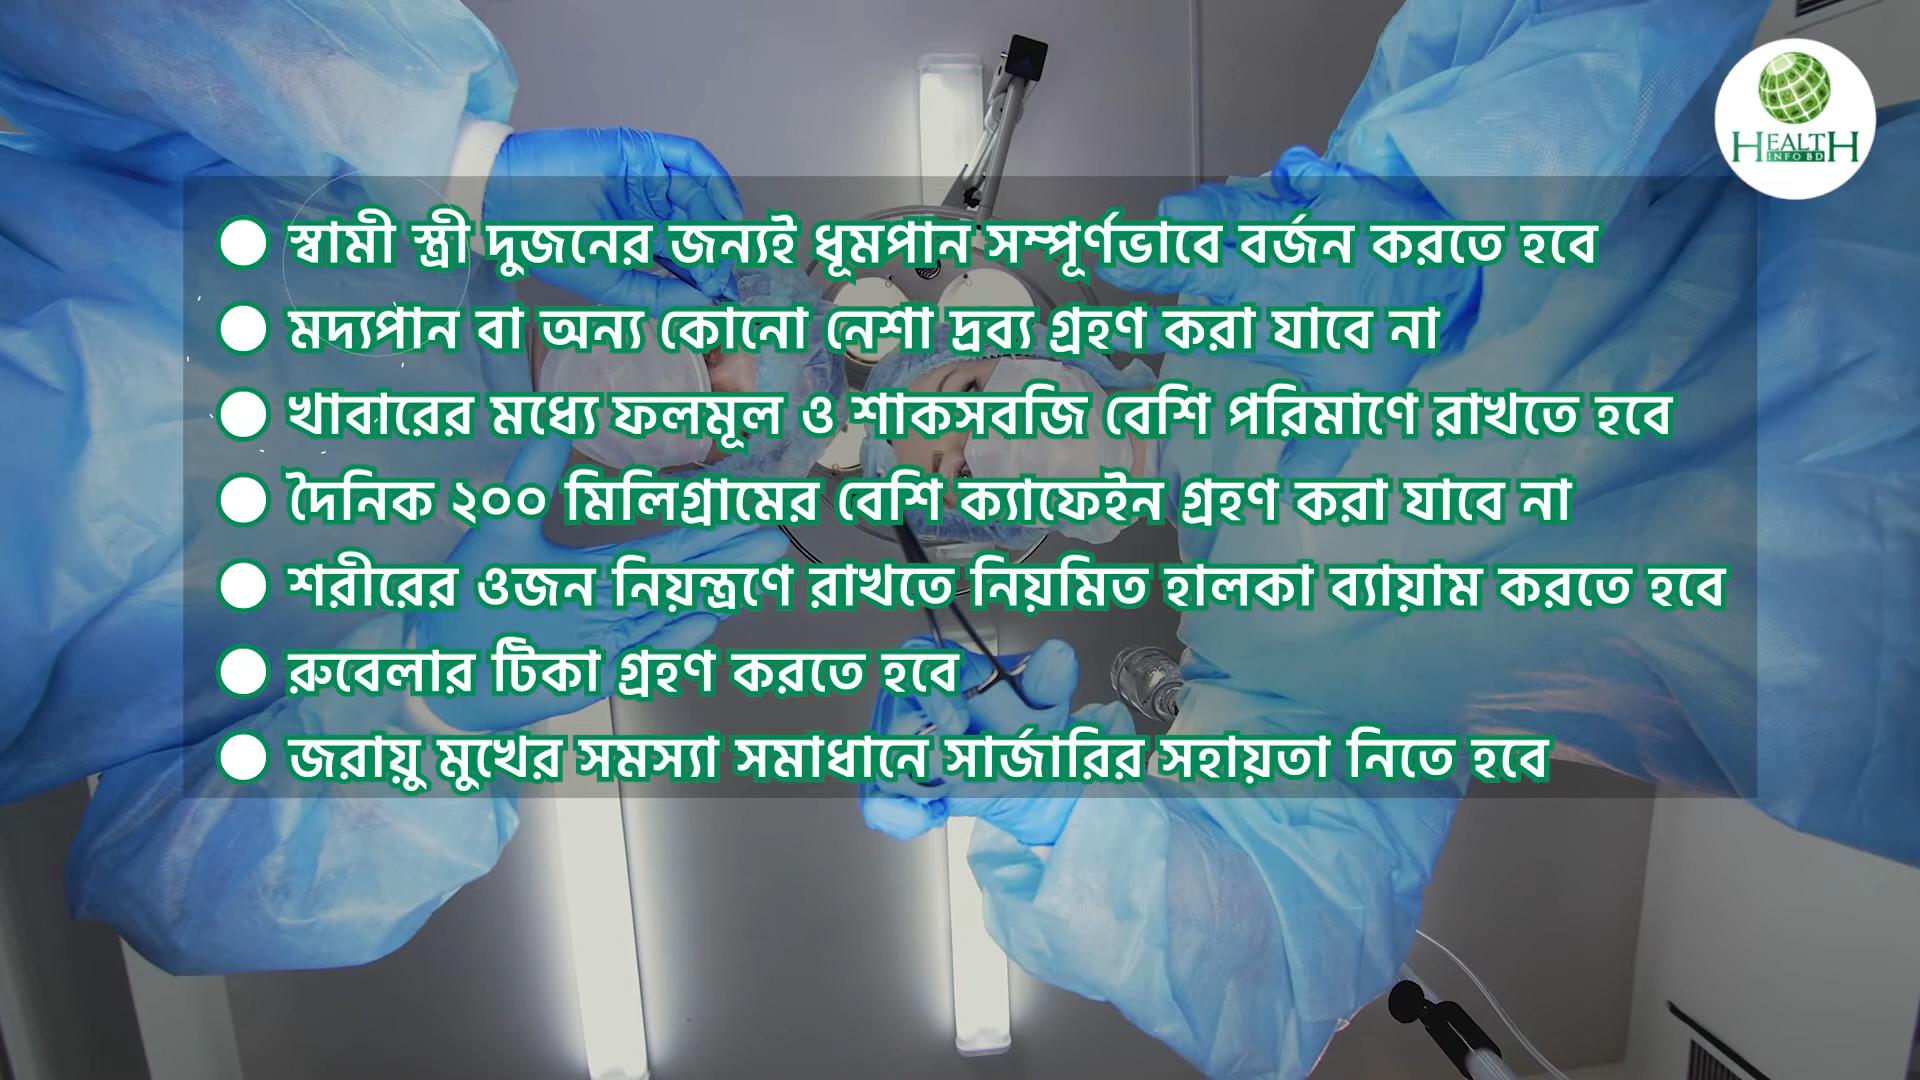 ● স্বামী স্ত্রী দুজনের জন্যই ধূমপান সম্পূর্ণভাবে বর্জন করতে হবে
● মদ্যপান বা অন্য কোনো নেশা দ্রব্য গ্রহণ করা যাবে না
● খাবারের মধ্যে ফলমূল ও শাকসবজি বেশি পরিমাণে রাখতে হবে
● দৈনিক ২০০ মিলিগ্রামের বেশি ক্যাফেইন গ্রহণ করা যাবে না
● শরীরের ওজন নিয়ন্ত্রণে রাখতে নিয়মিত হালকা ব্যায়াম করতে হবে
● রুবেলার টিকা গ্রহণ করতে হবে
● জরায়ু মুখের সমস্যা সমাধানে সার্জারির সহায়তা নিতে হবে
HEALTH
INFO BD